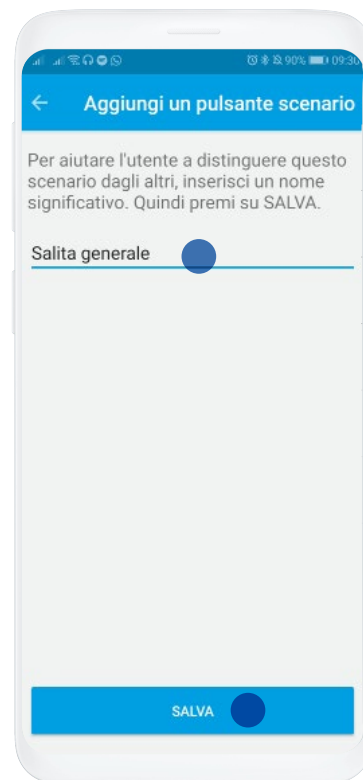 90% 09:30
Aggiungi un pulsante scenario
Per aiutare l'utente a distinguere questo
scenario dagli altri, inserisci un nome
significativo. Quindi premi su SALVA.
Salita generale
SALVA